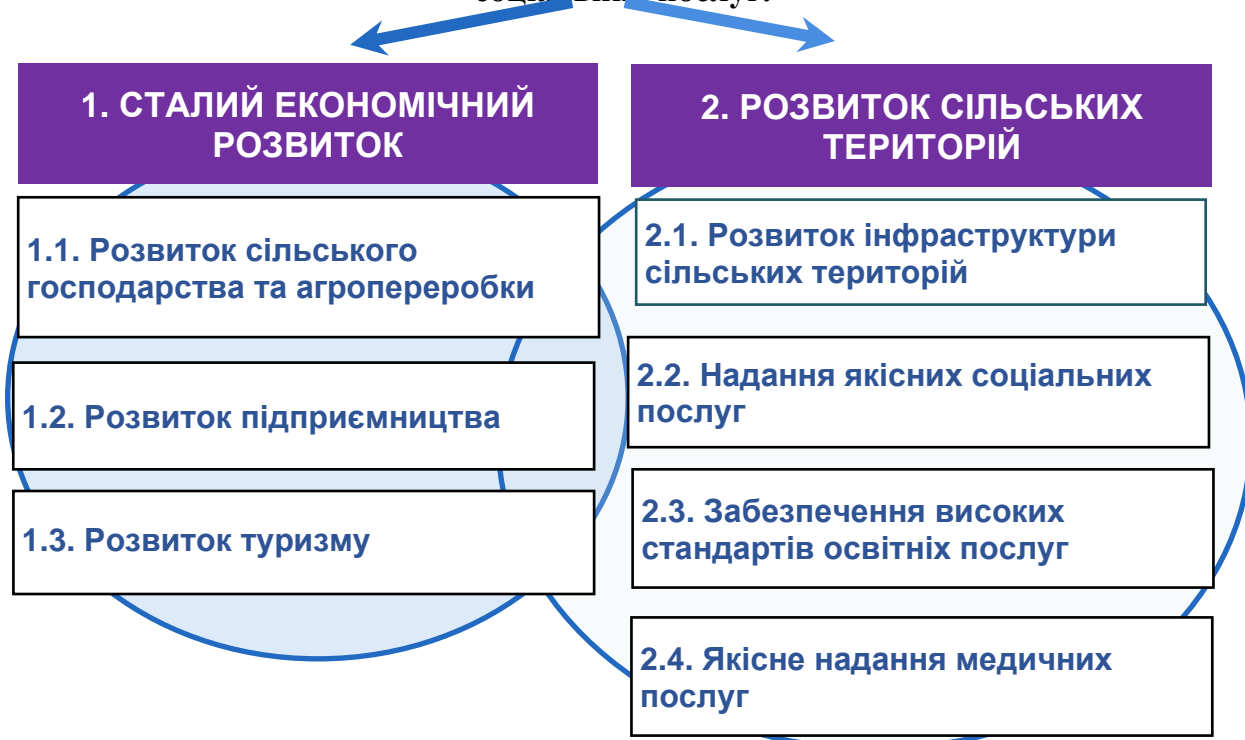 послуг.
1. СТАЛИЙ ЕКОНОМІЧНИЙ
РОЗВИТОК
1.1. Розвиток сільського
господарства та агропереробки
1.2. Розвиток підприємництва
1.3. Розвиток туризму
2. РОЗВИТОК СІЛЬСЬКИХ
ТЕРИТОРІЙ
2.1. Розвиток інфраструктури
сільських територій
2.2. Надання якісних соціальних
послуг
2.3. Забезпечення високих
стандартів освітніх послуг
2.4. Якісне надання медичних
послуг